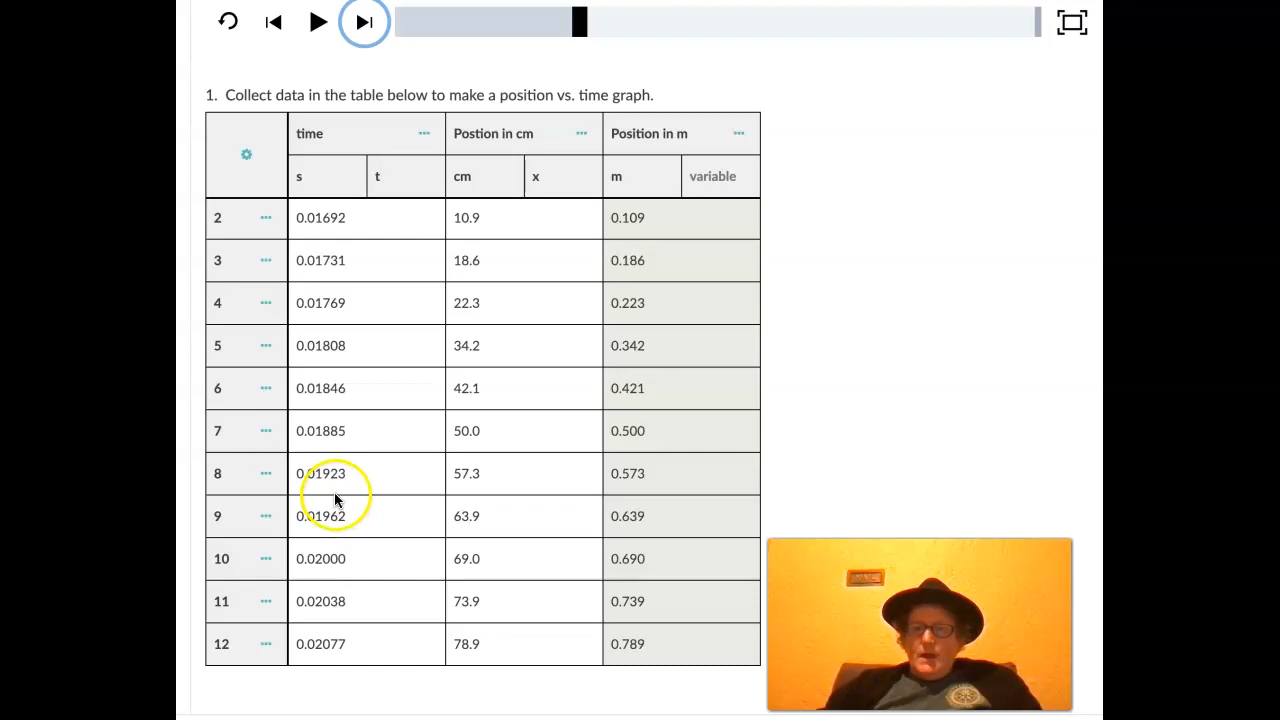 1. Collect data in the table below to make a position vs. time graph.
time Postion in cm Position in m
s t cm x m variable
2 0.01692 10.9 0.109
3 0.01731 18.6 0.186
4 0.01769 22.3 0.223
5 0.01808 34.2 0.342
6 0.01846 42.1 0.421
7 0.01885 50.0 0.500
8 0.01923 57.3 0.573
9 0.01962 63.9 0.639
10 0.02000 69.0 0.690
11 0.02038 73.9 0.739
12 0.02077 78.9 0.789